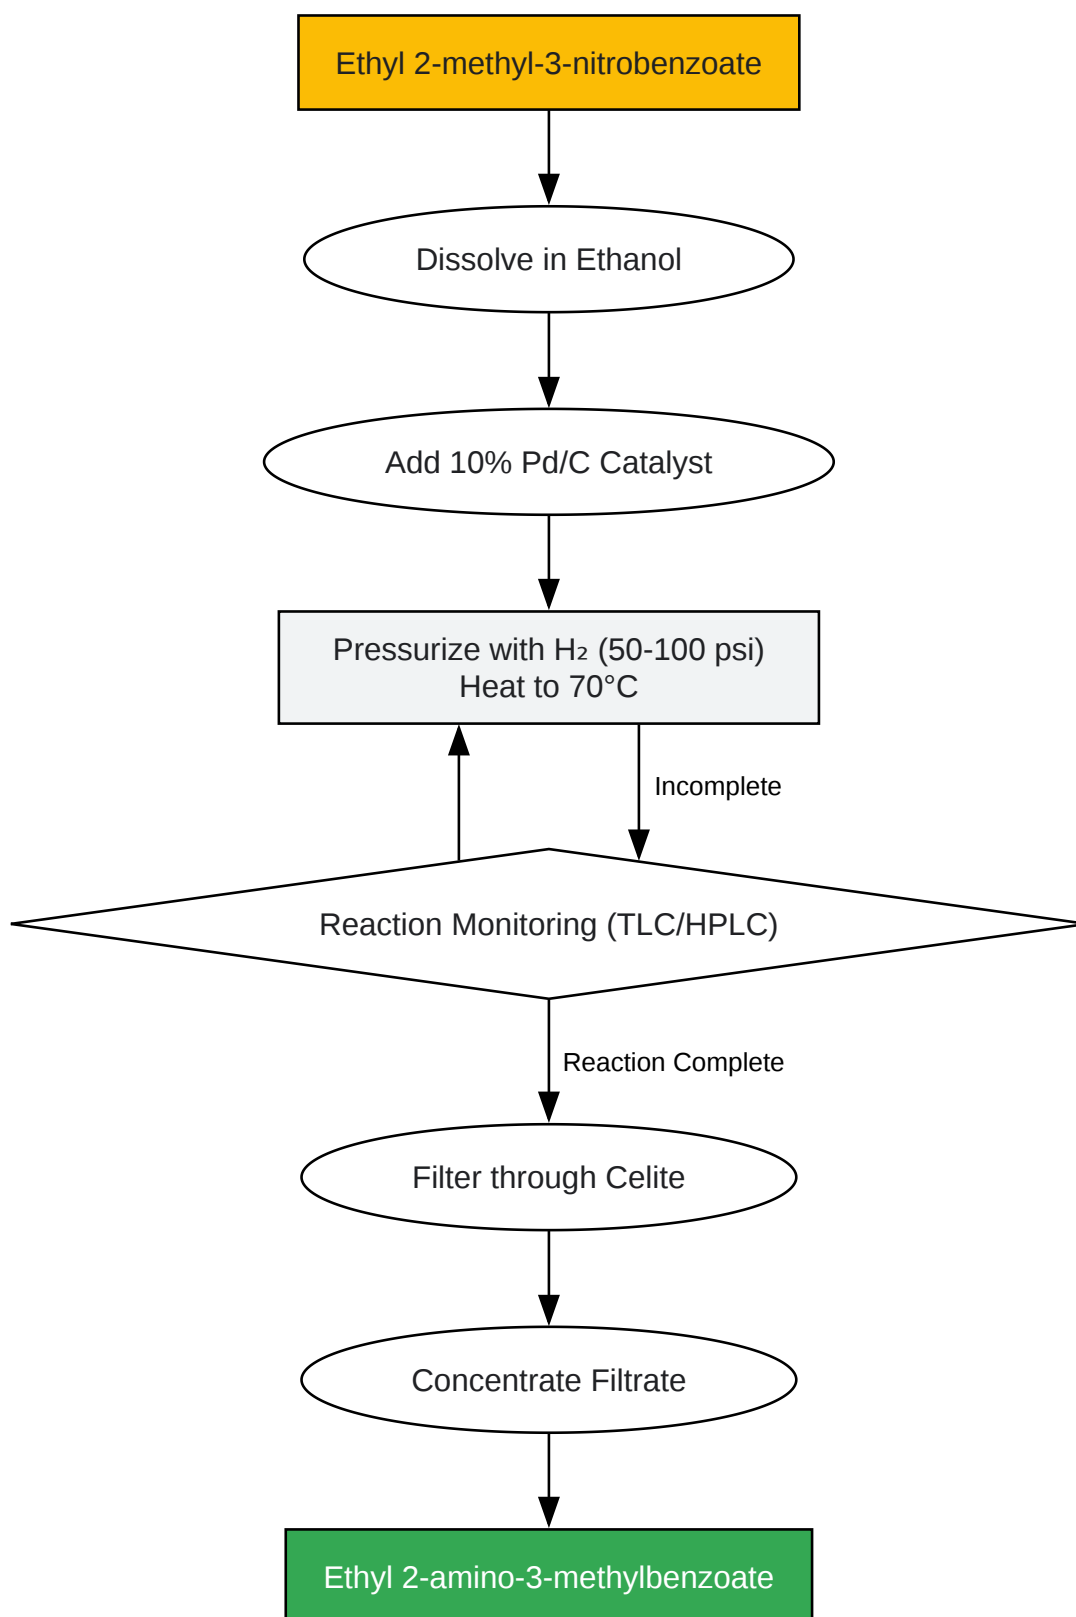 Ethyl 2-methyl-3-nitrobenzoate
Dissolve in Ethanol
Add 10% Pd/C Catalyst
Pressurize with H₂ (50-100 psi)
Heat to 70°C
Incomplete
Reaction Monitoring (TLC/HPLC)
Reaction Complete
Filter through Celite
Concentrate Filtrate
Ethyl 2-amino-3-methylbenzoate